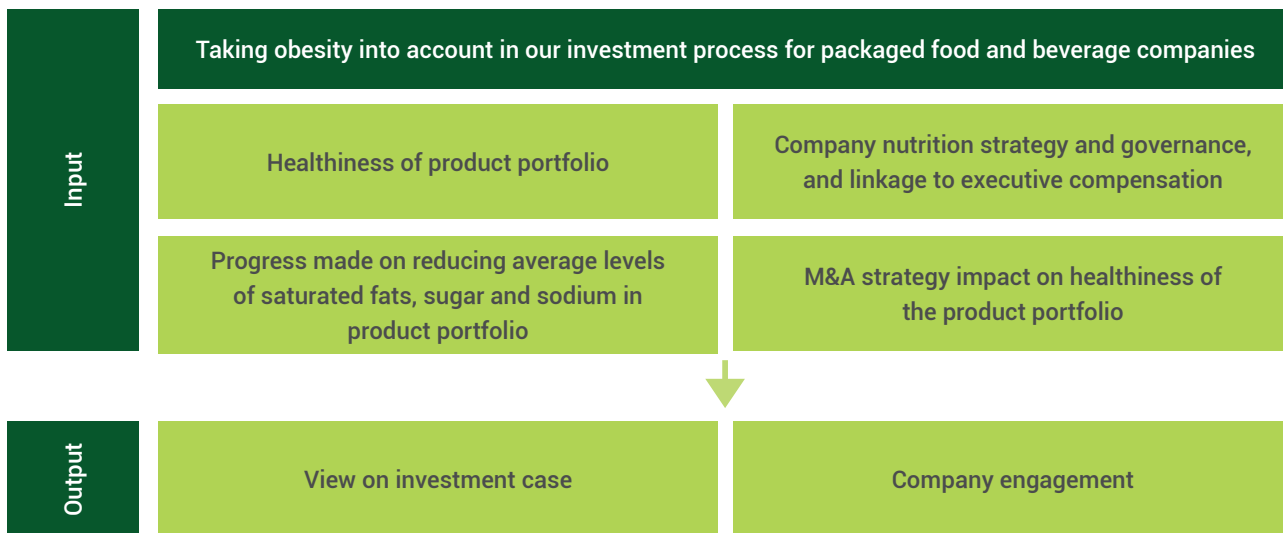 Taking obesity into account in our investment process for packaged food and beverage companies
Input
Healthiness of product portfolio
Company nutrition strategy and governance,
and linkage to executive compensation
Progress made on reducing average levels
of saturated fats, sugar and sodium in
product portfolio
M&A strategy impact on healthiness of
the product portfolio
Output
View on investment case
Company engagement